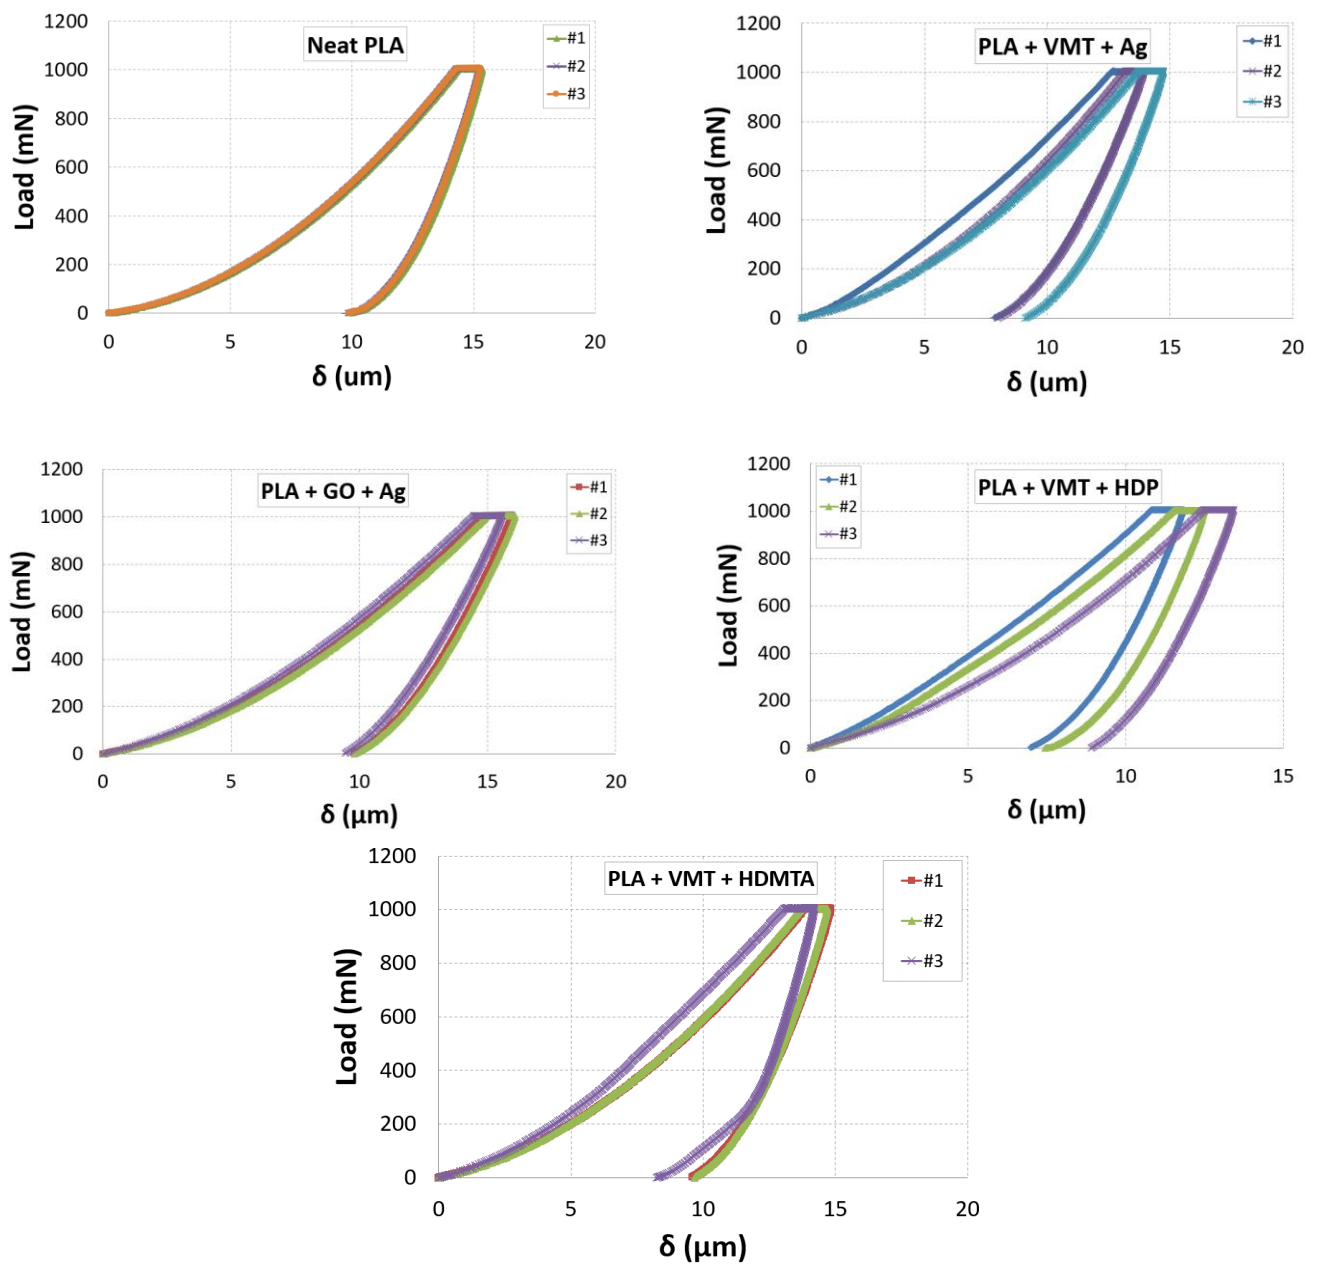 Neat PLA
#1
#2
#3
Load (mN)
1200
1000
800
600
400
200
0
0 5 10 15 20
δ (um)
PLA + VMT + Ag
#1
#2
#3
Load (mN)
1200
1000
800
600
400
200
0
0 5 10 15 20
δ (um)
PLA + GO + Ag
#1
#2
#3
Load (mN)
1200
1000
800
600
400
200
0
0 5 10 15 20
δ (μm)
PLA + VMT + HDP
#1
#2
#3
Load (mN)
1200
1000
800
600
400
200
0
0 5 10 15
δ (μm)
PLA + VMT + HDMTA
#1
#2
#3
Load (mN)
1200
1000
800
600
400
200
0
0 5 10 15 20
δ (μm)